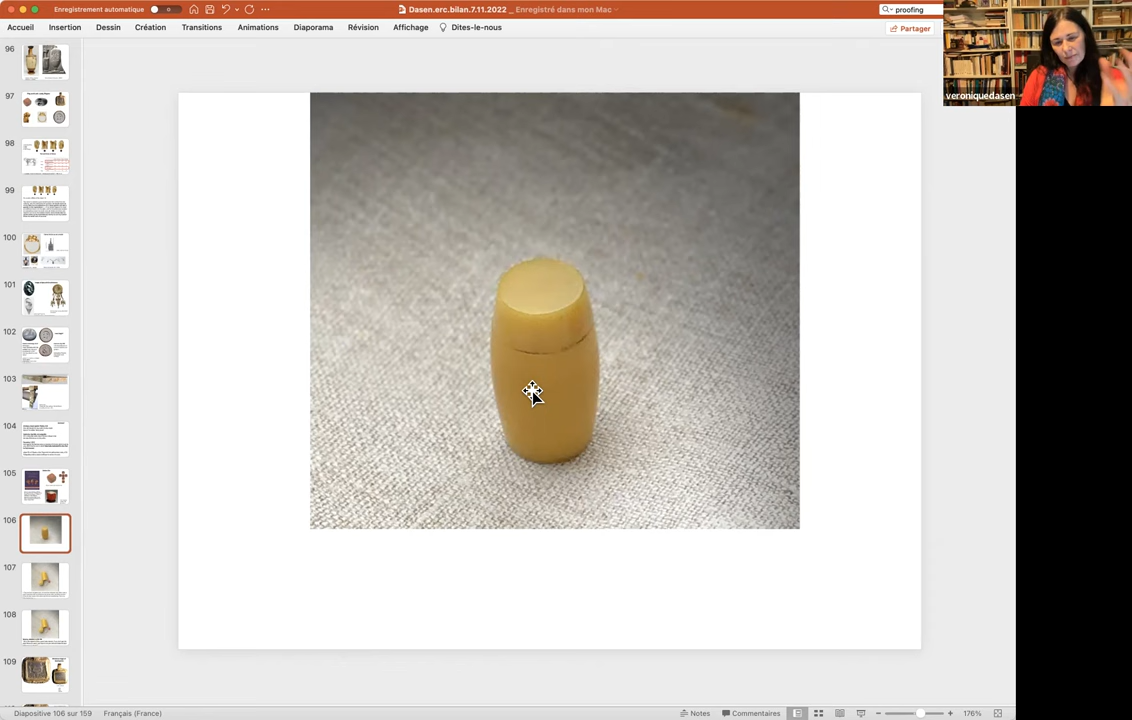 Enregistrement automatique
Dasen.erc.bilan.7.11.2022 _ Enregistré dans mon Mac
proofing
Accueil Insertion Dessin Création Transitions Animations Diaporama Révision Affichage Dites-le-nous
Partager
veroniquedasen
96
97
98
99
100
101
102
103
104
105
106
107
108
109
Diapositive 106 sur 159 Français (France) Notes Commentaires 176%